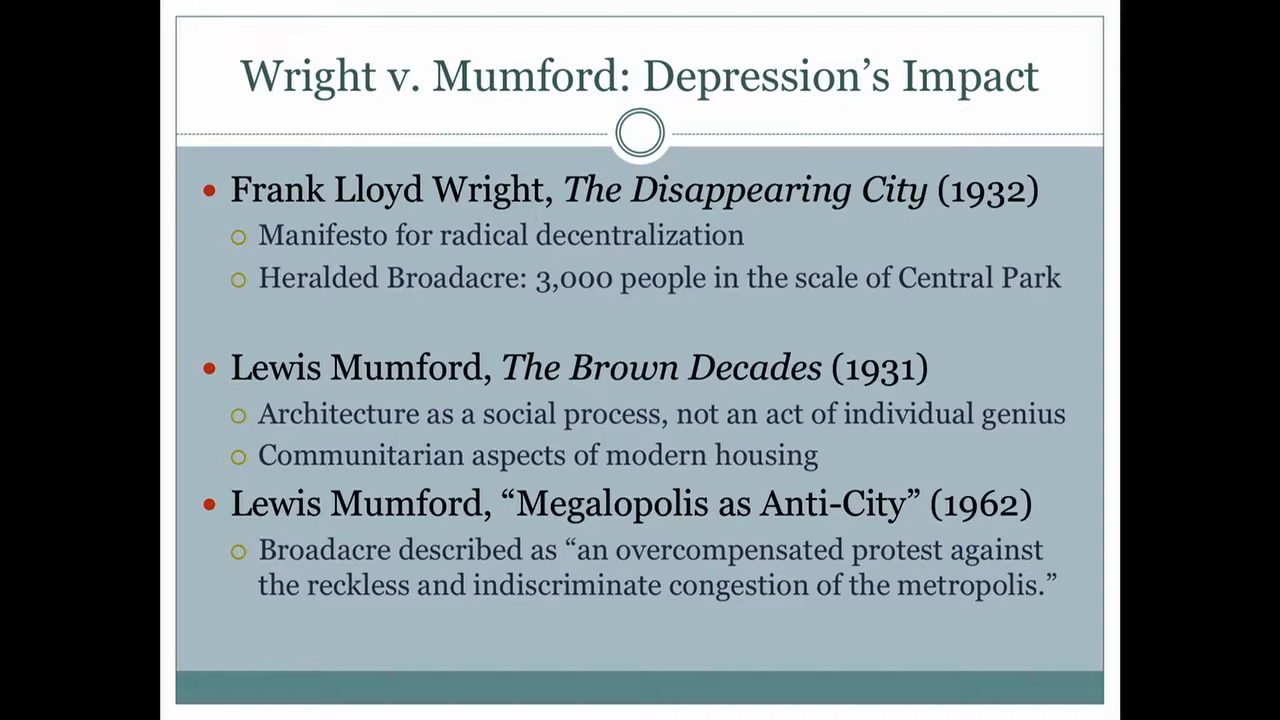 Wright v. Mumford: Depression’s Impact
• Frank Lloyd Wright, The Disappearing City (1932)
○ Manifesto for radical decentralization
○ Heralded Broadacre: 3,000 people in the scale of Central Park
• Lewis Mumford, The Brown Decades (1931)
○ Architecture as a social process, not an act of individual genius
○ Communitarian aspects of modern housing
• Lewis Mumford, “Megalopolis as Anti-City” (1962)
○ Broadacre described as “an overcompensated protest against
the reckless and indiscriminate congestion of the metropolis.”